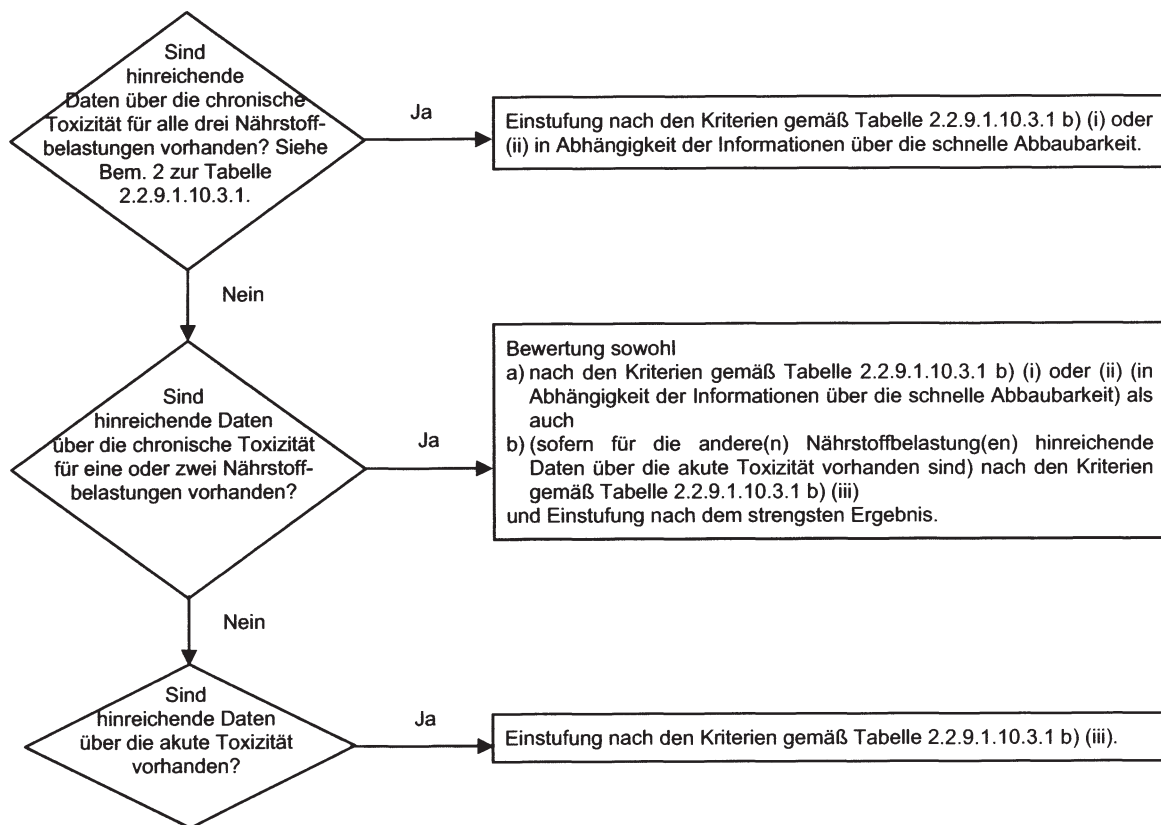 Sind
hinreichende
Daten über die chronische
Toxizität für alle drei Nährstoff-
belastungen vorhanden? Siehe
Bem. 2 zur Tabelle
2.2.9.1.10.3.1.
Ja
Einstufung nach den Kriterien gemäß Tabelle 2.2.9.1.10.3.1 b) (i) oder
(ii) in Abhängigkeit der Informationen über die schnelle Abbaubarkeit.
Nein
Sind
hinreichende Daten
über die chronische Toxizität
für eine oder zwei Nährstoff-
belastungen vorhanden?
Ja
Bewertung sowohl
a) nach den Kriterien gemäß Tabelle 2.2.9.1.10.3.1 b) (i) oder (ii) (in
Abhängigkeit der Informationen über die schnelle Abbaubarkeit) als
auch
b) (sofern für die andere(n) Nährstoffbelastung(en) hinreichende
Daten über die akute Toxizität vorhanden sind) nach den Kriterien
gemäß Tabelle 2.2.9.1.10.3.1 b) (iii)
und Einstufung nach dem strengsten Ergebnis.
Nein
Sind
hinreichende Daten
über die akute Toxizität
vorhanden?
Ja
Einstufung nach den Kriterien gemäß Tabelle 2.2.9.1.10.3.1 b) (iii).